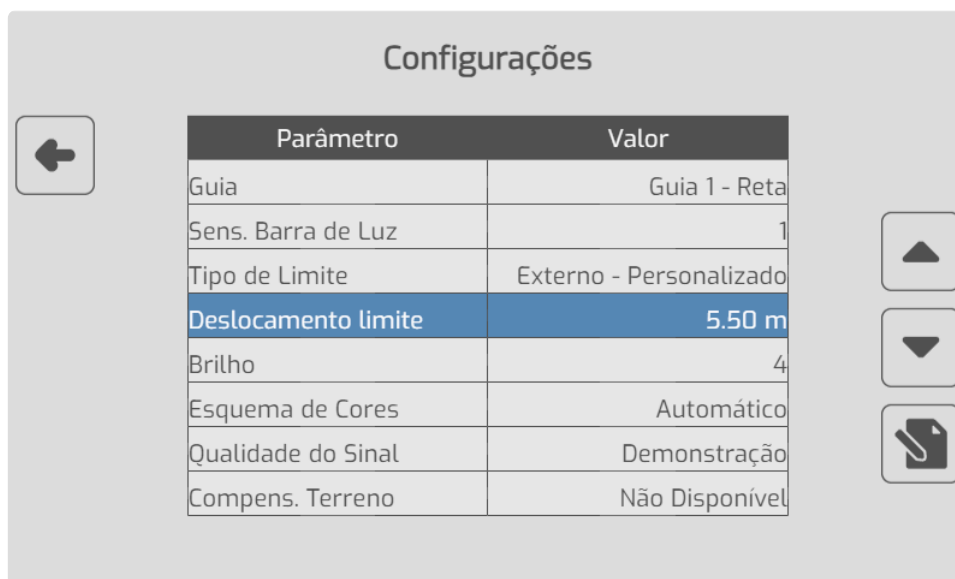 Configurações
Parâmetro Valor
Guia Guia 1 - Reta
Sens. Barra de Luz 1
Tipo de Limite Externo - Personalizado
Deslocamento limite 5.50 m
Brilho 4
Esquema de Cores Automático
Qualidade do Sinal Demonstração
Compens. Terreno Não Disponível